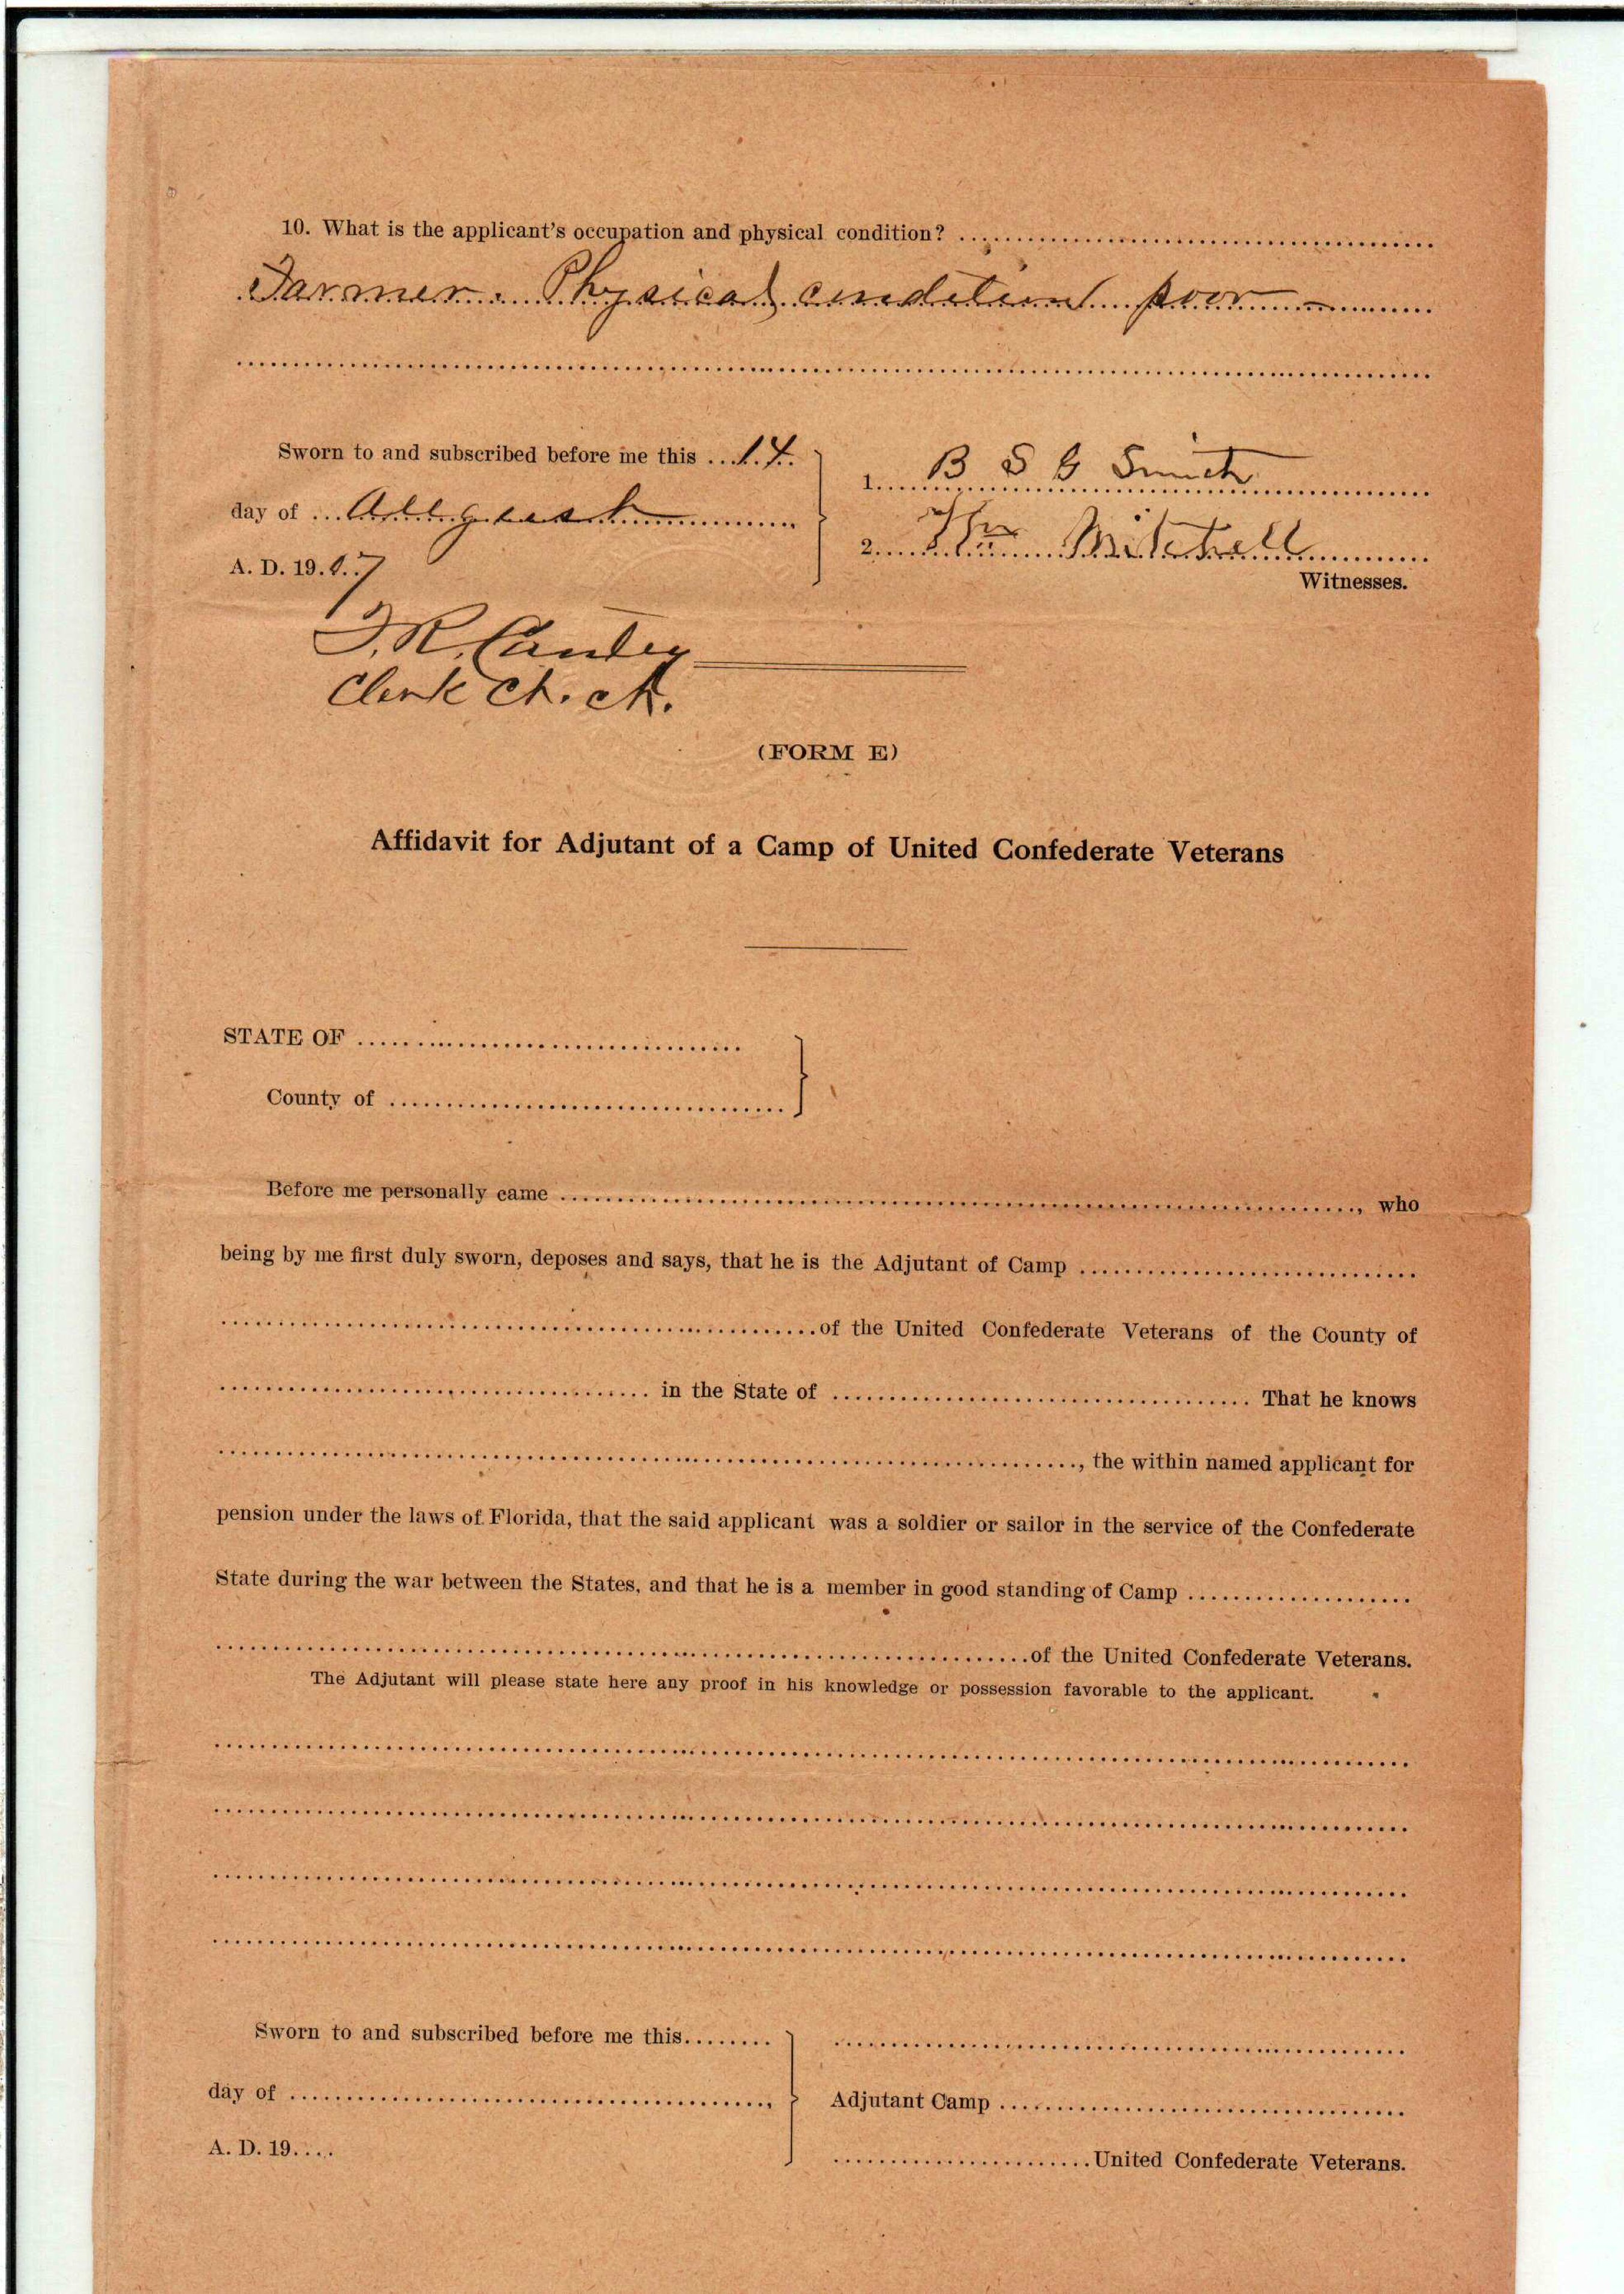 10. What is the applicant's occupation and physical condition? ........
Farmer. Physical condition poor
Sworn to and subscribed before me this ... 14.
day of ... August
A. D. 19.07
1. B S G Smith
2. Mitchell
Witnesses.
Clerk Ct. Ct.
(FORM E)
Affidavit for Adjutant of a Camp of United Confederate Veterans
STATE OF ........
County of ........
Before me personally came ........, who
being by me first duly sworn, deposes and says, that he is the Adjutant of Camp ........
........of the United Confederate Veterans of the County of
........ in the State of ........ That he knows
........, the within named applicant for
pension under the laws of Florida, that the said applicant was a soldier or sailor in the service of the Confederate
State during the war between the States, and that he is a member in good standing of Camp ........
........of the United Confederate Veterans.
The Adjutant will please state here any proof in his knowledge or possession favorable to the applicant.
Sworn to and subscribed before me this........
day of ........,
A. D. 19....
Adjutant Camp ........
........United Confederate Veterans.